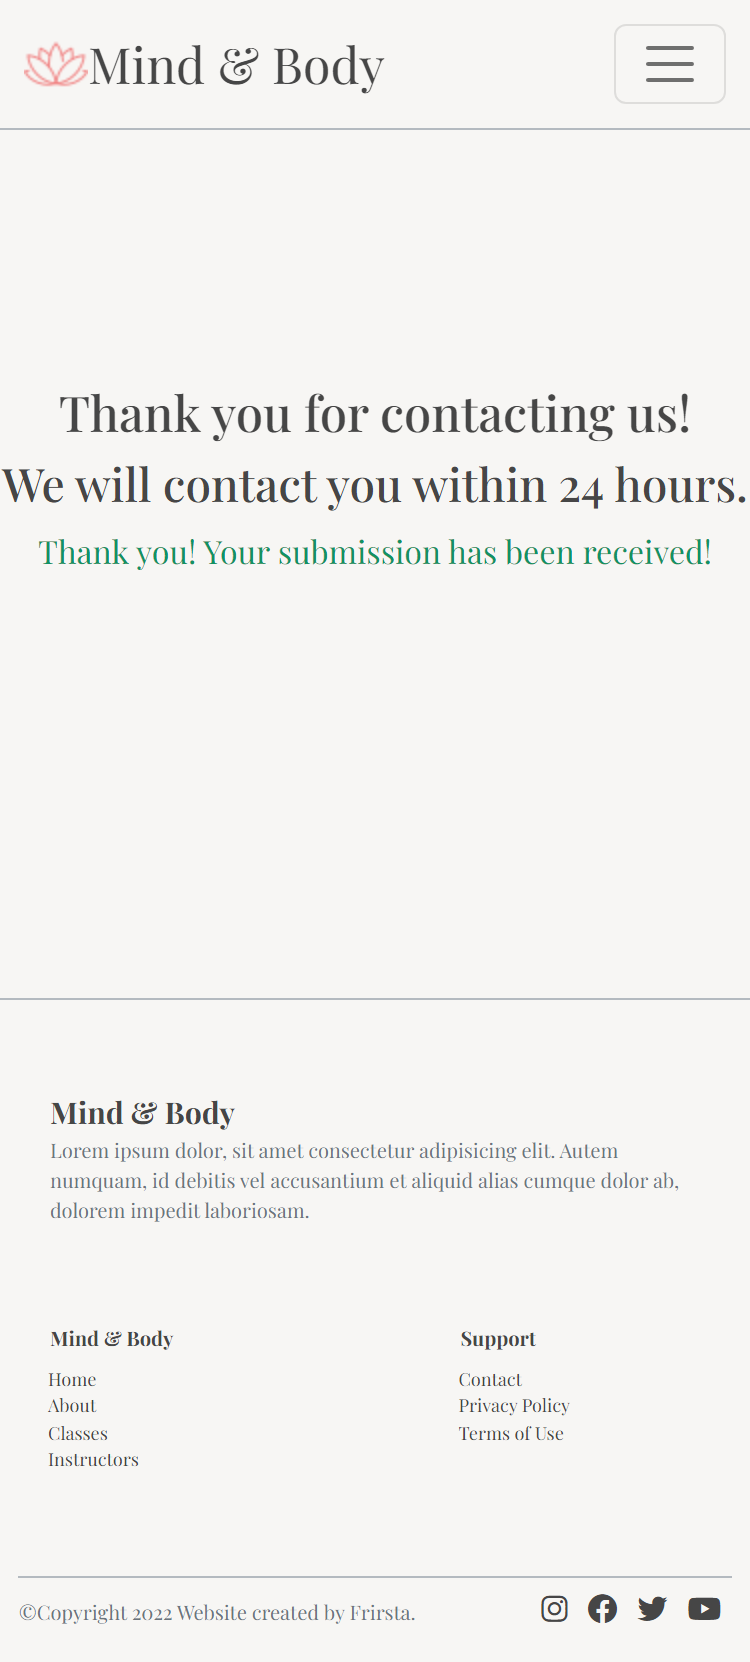 Mind & Body
Thank you for contacting us!
We will contact you within 24 hours.
Thank you! Your submission has been received!
Mind & Body
Lorem ipsum dolor, sit amet consectetur adipisicing elit. Autem
numquam, id debitis vel accusantium et aliquid alias cumque dolor ab,
dolorem impedit laboriosam.
Mind & Body
Home
About
Classes
Instructors
Support
Contact
Privacy Policy
Terms of Use
©Copyright 2022 Website created by Frirsta.